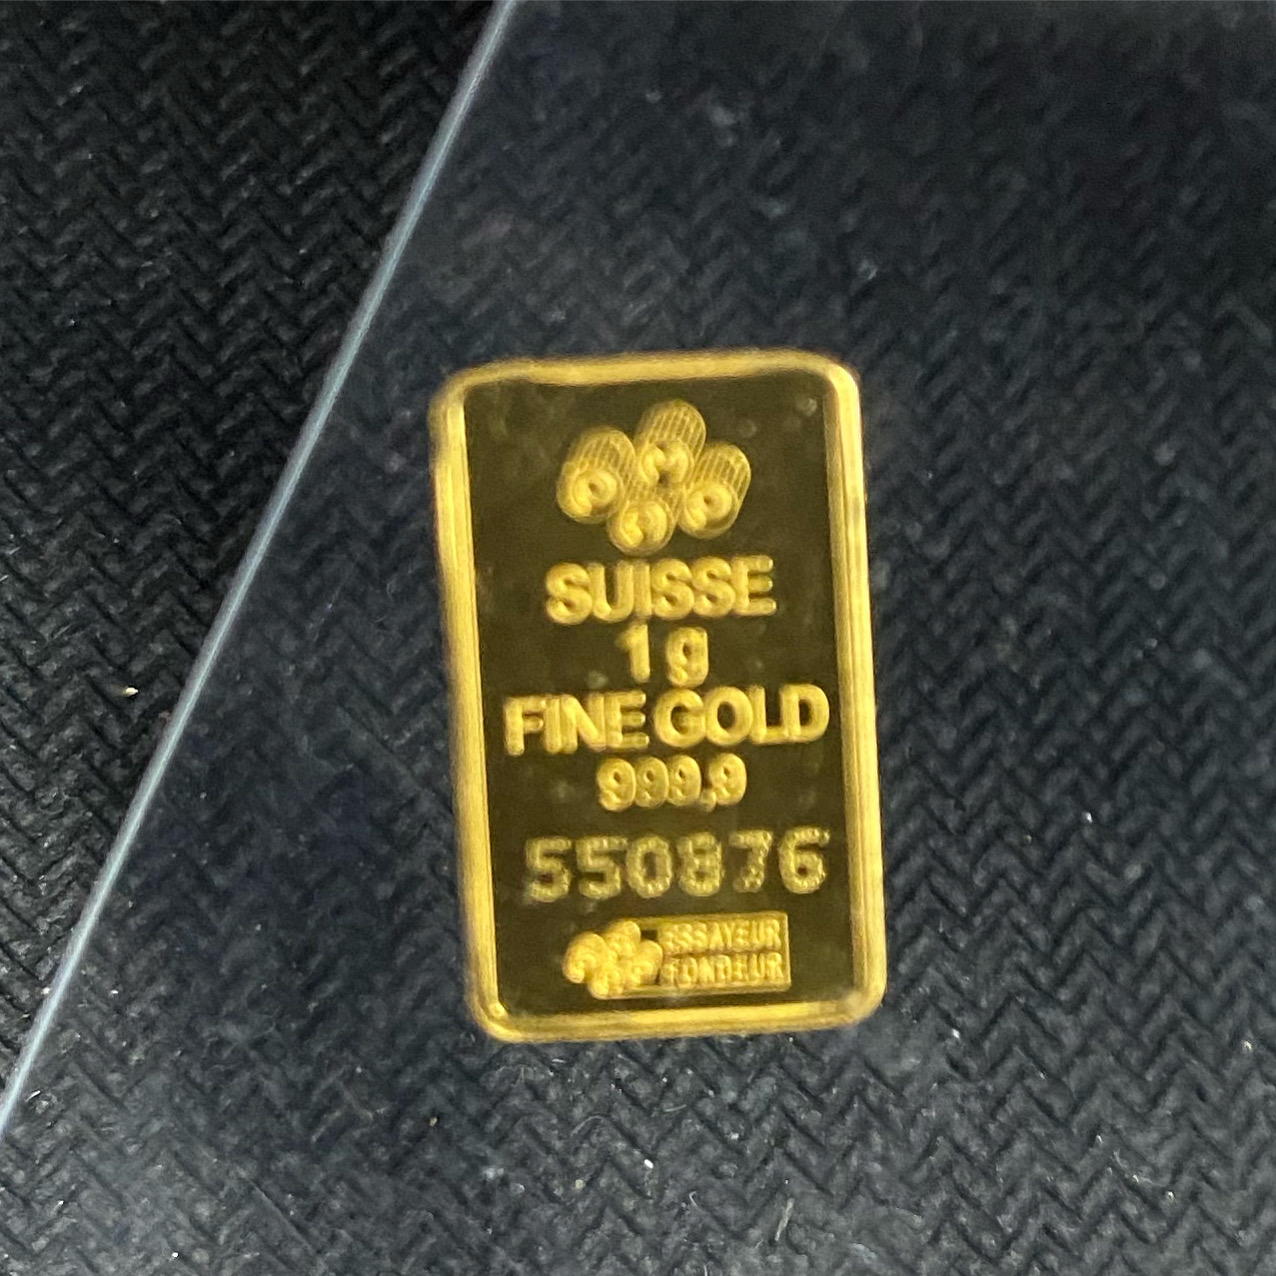 SUISSE
1 g
FINE GOLD
999,9
550876
ESSAYEUR
FONDEUR